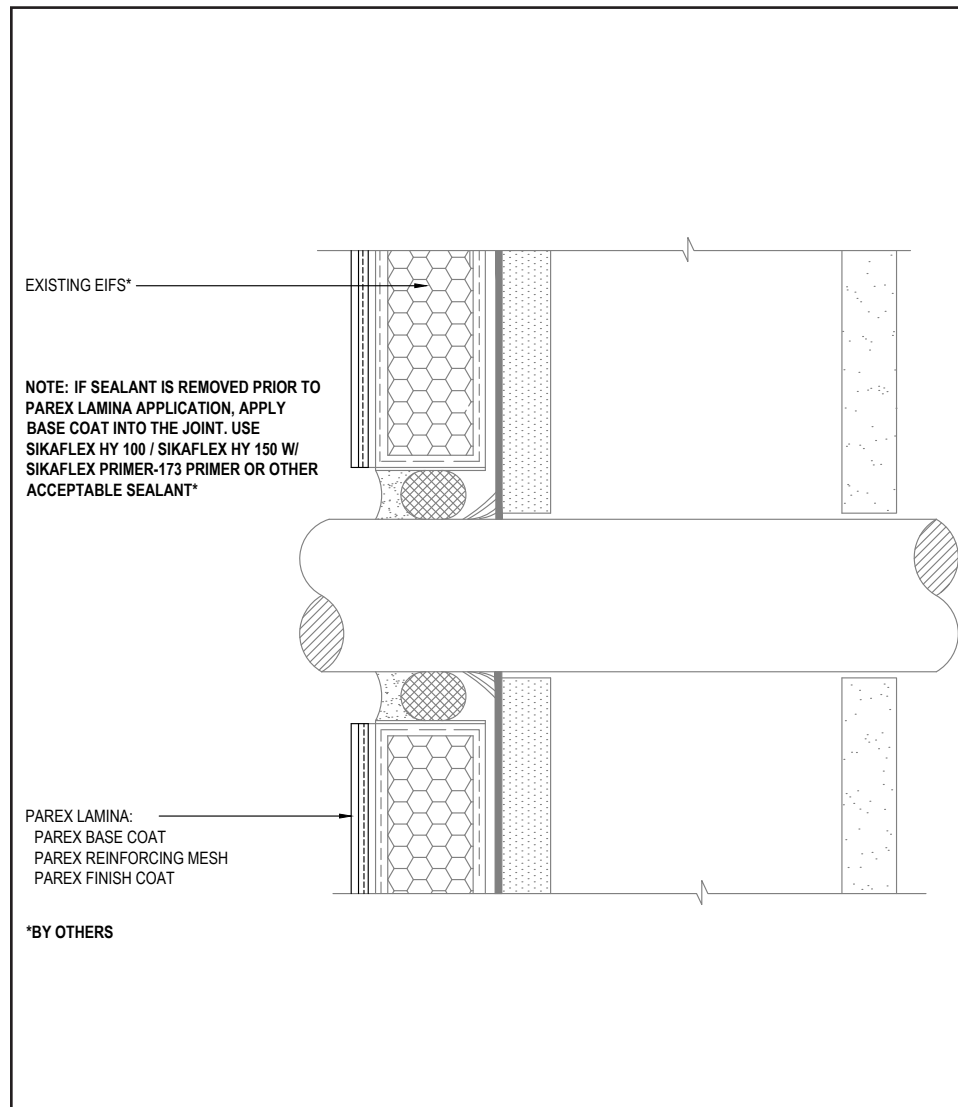 EXISTING EIFS*
NOTE: IF SEALANT IS REMOVED PRIOR TO
PAREX LAMINA APPLICATION, APPLY
BASE COAT INTO THE JOINT. USE
SIKAFLEX HY 100 / SIKAFLEX HY 150 W/
SIKAFLEX PRIMER-173 PRIMER OR OTHER
ACCEPTABLE SEALANT*
PAREX LAMINA:
PAREX BASE COAT
PAREX REINFORCING MESH
PAREX FINISH COAT
*BY OTHERS